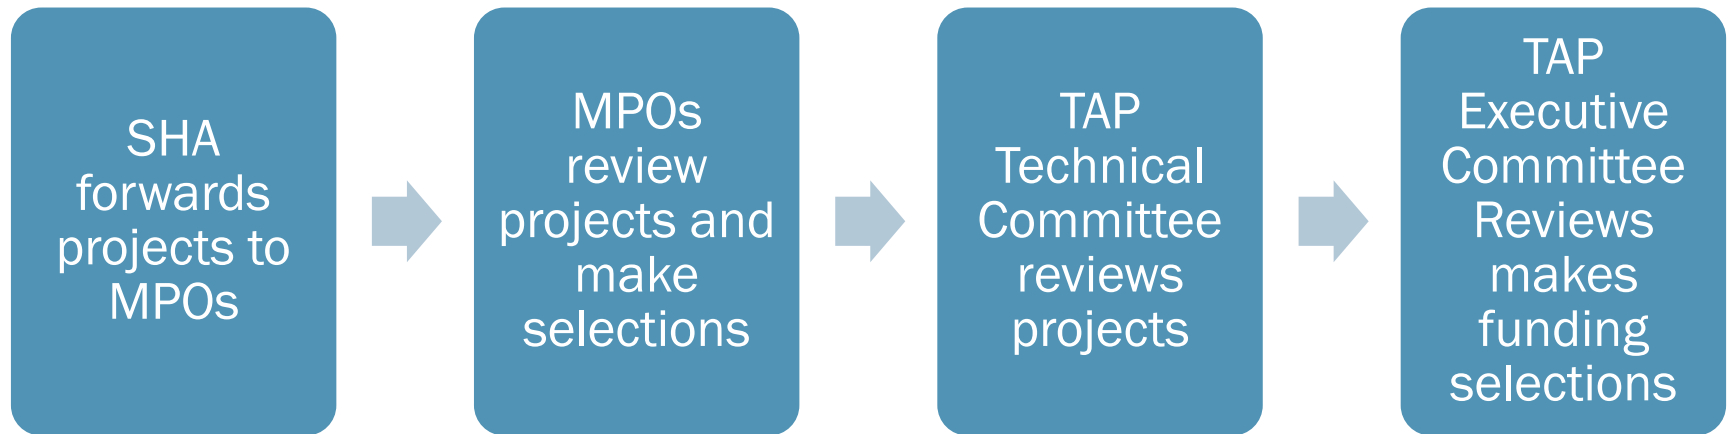 SHA
forwards
projects to
MPOs
MPOs
review
projects and
make
selections
TAP
Technical
Committee
reviews
projects
TAP
Executive
Committee
Reviews
makes
funding
selections